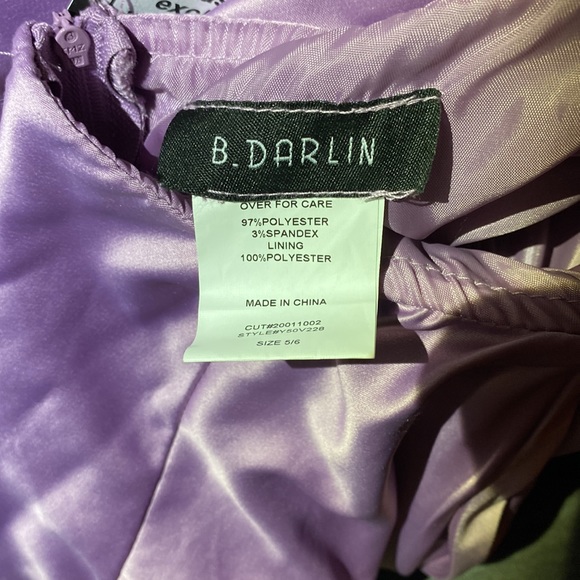 exc
B. DARLIN
OVER FOR CARE
97%POLYESTER
3%SPANDEX
LINING
100%POLYESTER
MADE IN CHINA
CUT#20011002
STYLE#Y50V228
SIZE 5/6